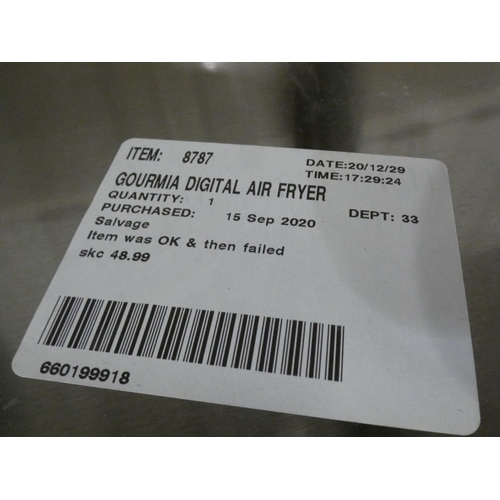 ITEM: 8787 DATE:20/12/29
TIME:17:29:24
GOURMIA DIGITAL AIR FRYER
QUANTITY: 1 DEPT: 33
PURCHASED: 15 Sep 2020
Salvage
Item was OK & then failed
skc 48.99
660199918